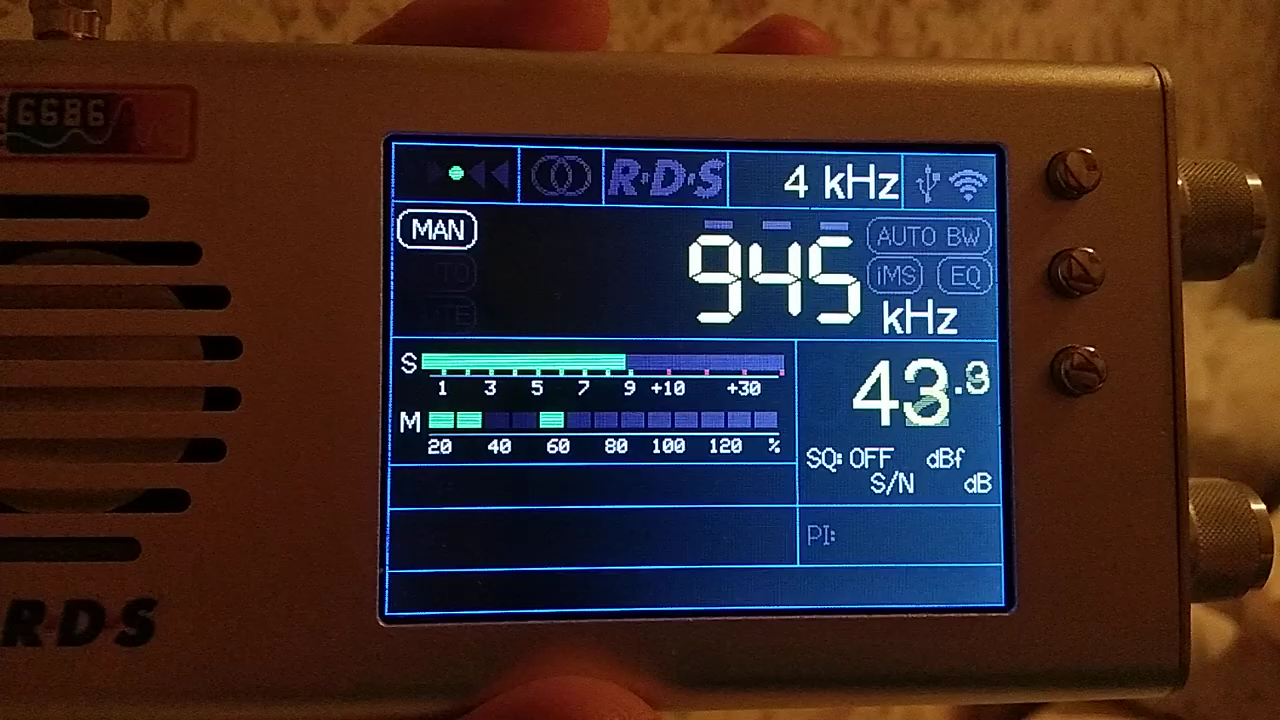 6686
R·D·S 4 kHz
MAN
945 kHz
AUTO BW
iMS EQ
S
1 3 5 7 9 +10 +30
M
20 40 60 80 100 120 %
43.3
SQ: OFF dBf
S/N dB
PI:
RDS